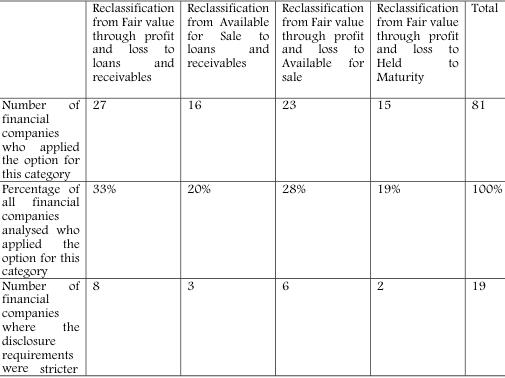 Reclassification from Fair value through profit and loss to loans and receivables
Reclassification from Available for Sale to loans and receivables
Reclassification from Fair value through profit and loss to Available for sale
Reclassification from Fair value through profit and loss to Held to Maturity
Total
Number of
financial
companies
who applied
the option for
this category
27 16 23 15 81
Percentage of
all financial
companies
analysed who
applied the
option for this
category
33% 20% 28% 19% 100%
Number of
financial
companies
where the
disclosure
requirements
were stricter
8 3 6 2 19